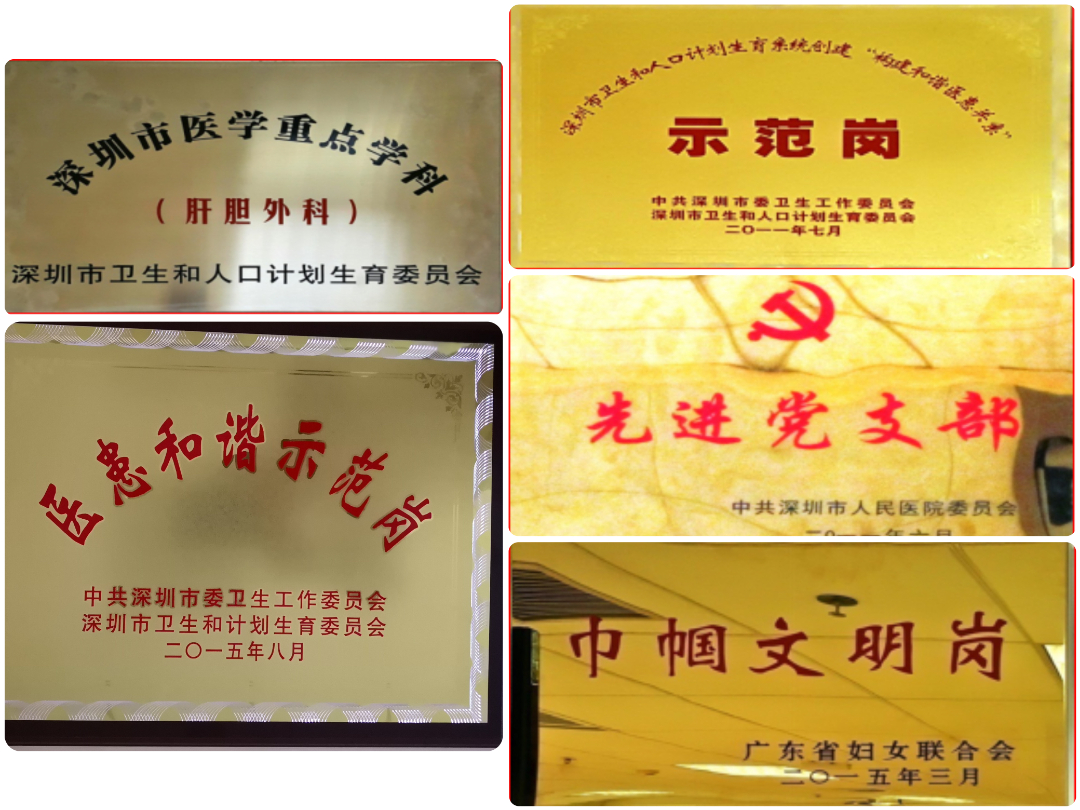 深圳市医学重点学科
（肝胆外科）
深圳市卫生和人口计划生育委员会
深圳市卫生和人口计划生育系统创建“构建和谐医患关系”
示范岗
中共深圳市委卫生工作委员会
深圳市卫生和人口计划生育委员会
二〇一一年七月
医患和谐示范岗
中共深圳市委卫生工作委员会
深圳市卫生和计划生育委员会
二〇一五年八月
先进党支部
中共深圳市人民医院委员会
二〇一一年六月
巾帼文明岗
广东省妇女联合会
二〇一五年三月